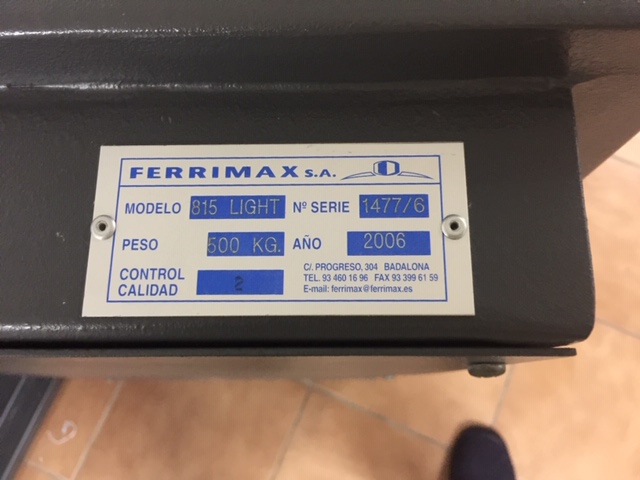 FERRIMAX S.A.
MODELO 815 LIGHT Nº SERIE 1477/6
PESO 500 KG. AÑO 2006
CONTROL CALIDAD 2
C/. PROGRESO, 304 BADALONA
TEL. 93 460 16 96 FAX 93 399 61 59
E-mail: ferrimax@ferrimax.es